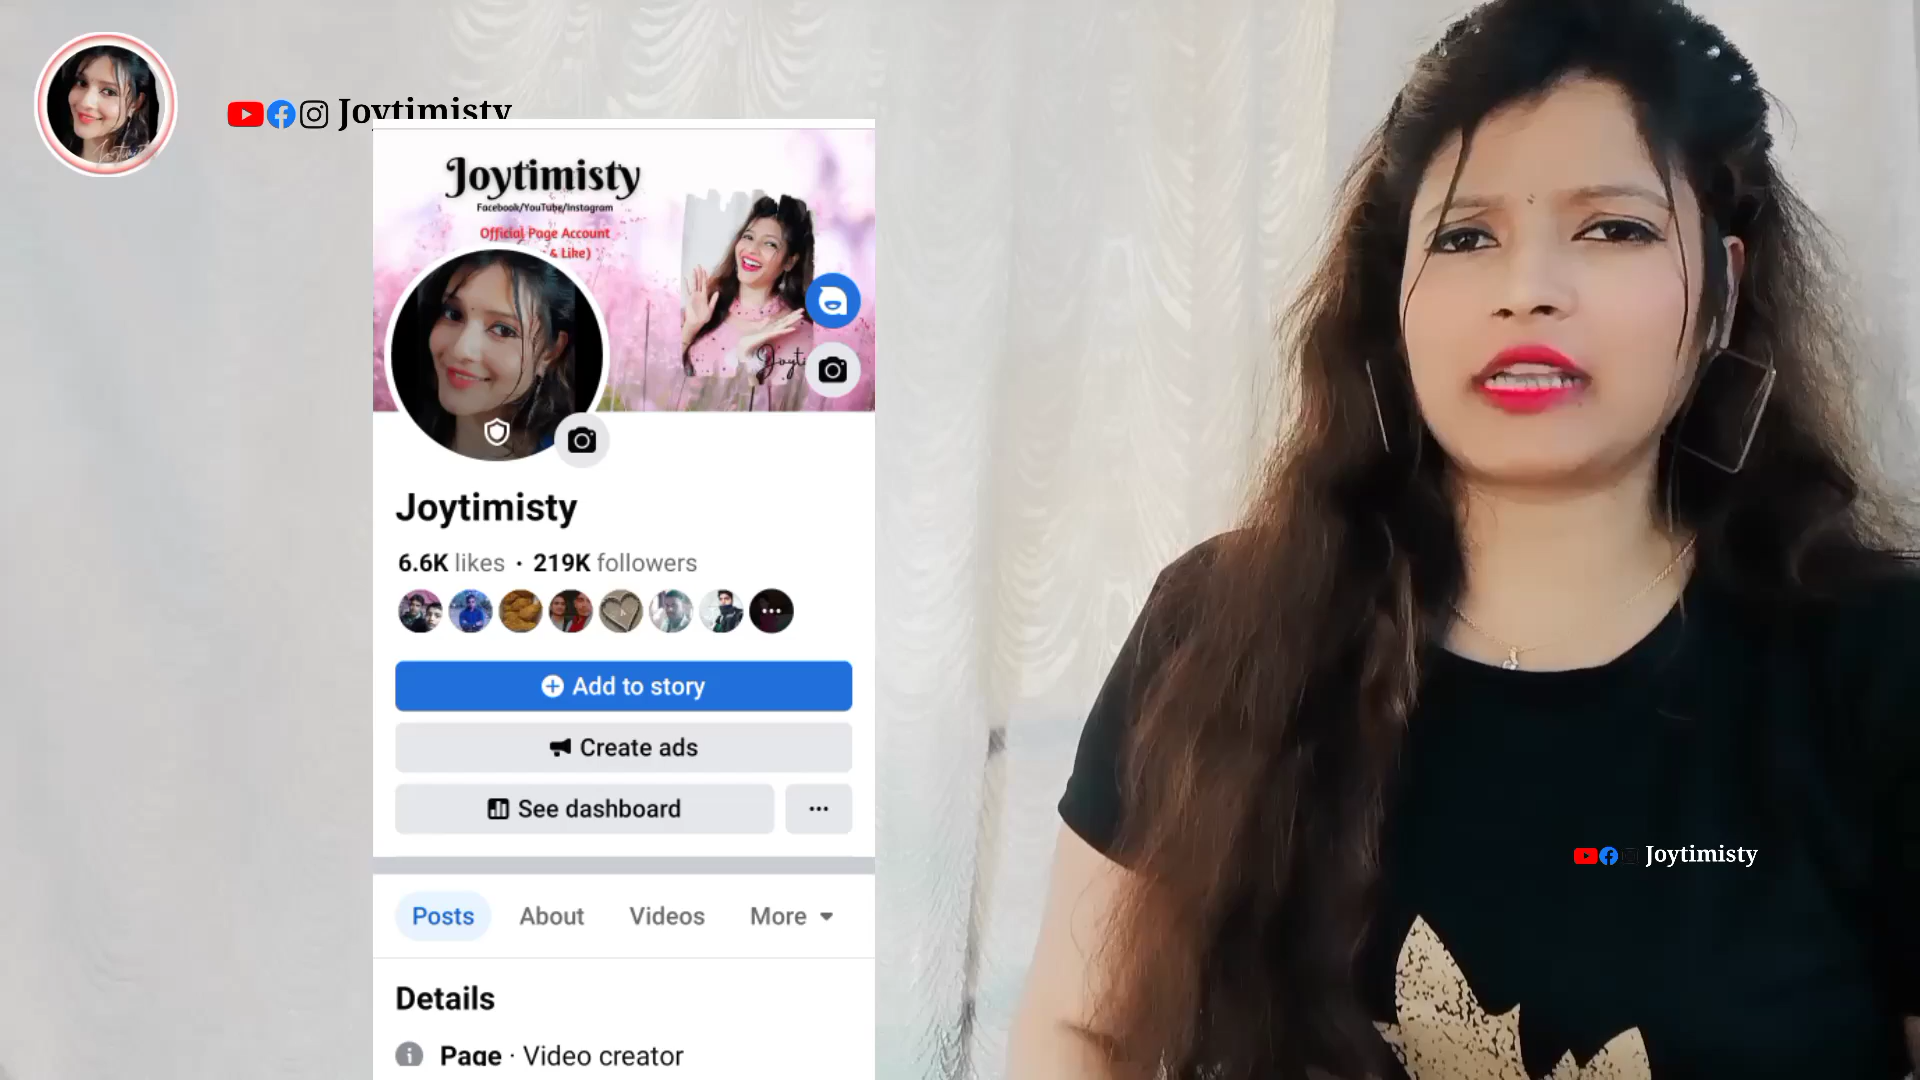 Joytimisty
Joytimisty
Facebook/YouTube/Instagram
Official Page Account
& Like)
Joytimisty
6.6K likes · 219K followers
Add to story
Create ads
See dashboard
Posts About Videos More
Details
Page · Video creator
Joytimisty